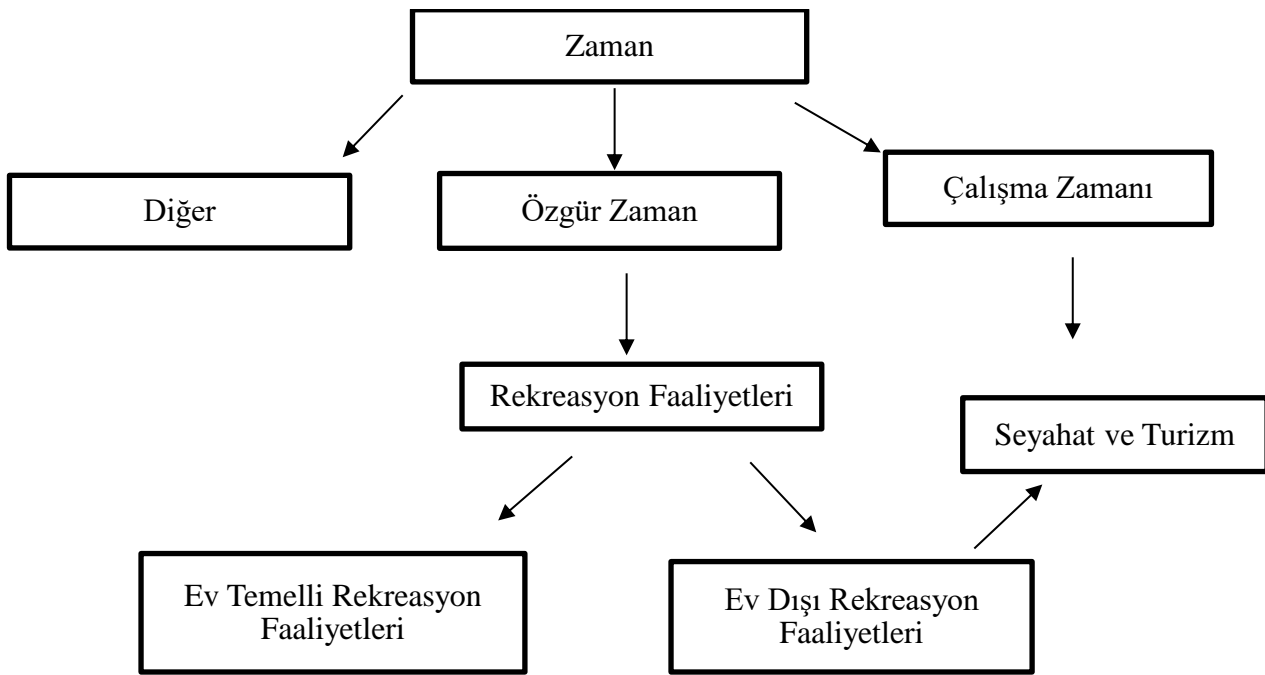 Zaman
Diğer
Özgür Zaman
Çalışma Zamanı
Rekreasyon Faaliyetleri
Seyahat ve Turizm
Ev Temelli Rekreasyon
Faaliyetleri
Ev Dışı Rekreasyon
Faaliyetleri